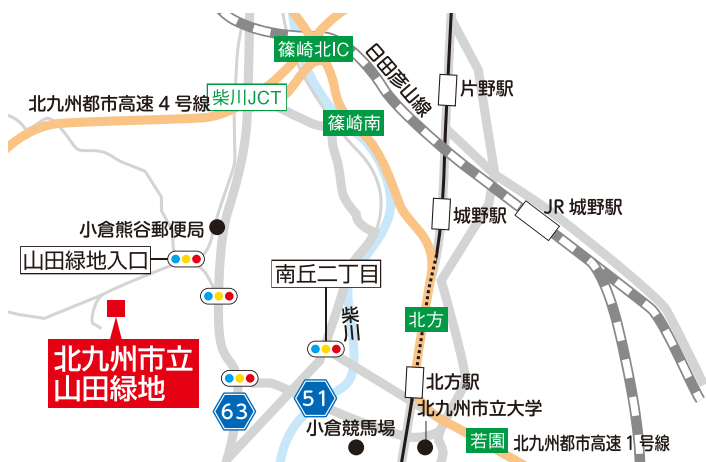 篠崎北IC
日田彦山線
片野駅
北九州都市高速4号線
柴川JCT
篠崎南
小倉熊谷郵便局
城野駅
JR城野駅
山田緑地入口
南丘二丁目
柴川
北方
北九州市立
山田緑地
北方駅
63
51
北九州市立大学
小倉競馬場
若園
北九州都市高速1号線